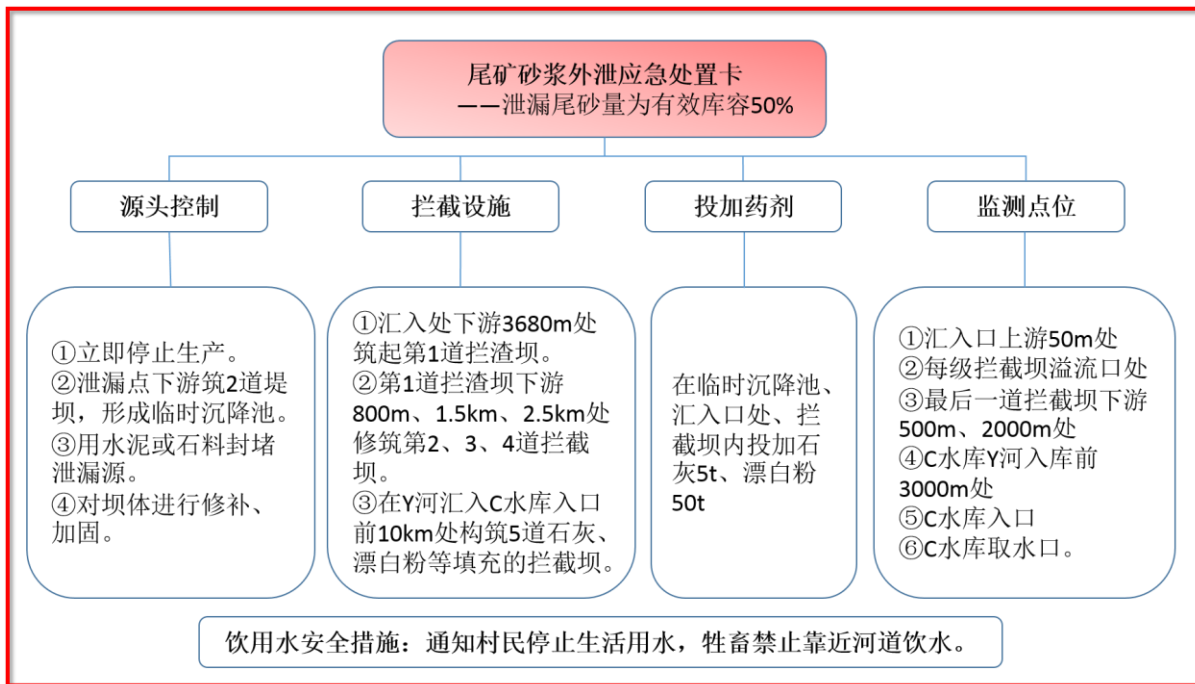 尾矿砂浆外泄应急处置卡
——泄漏尾砂量为有效库容50%
源头控制
拦截设施
投加药剂
监测点位
①立即停止生产。
②泄漏点下游筑2道堤
坝，形成临时沉降池。
③用水泥或石料封堵
泄漏源。
④对坝体进行修补、
加固。
①汇入处下游3680m处
筑起第1道拦渣坝。
②第1道拦渣坝下游
800m、1.5km、2.5km处
修筑第2、3、4道拦截
坝。
③在Y河汇入C水库入口
前10km处构筑5道石灰、
漂白粉等填充的拦截坝。
在临时沉降池、
汇入口处、拦
截坝内投加石
灰5t、漂白粉
50t
①汇入口上游50m处
②每级拦截坝溢流口处
③最后一道拦截坝下游
500m、2000m处
④C水库Y河入库前
3000m处
⑤C水库入口
⑥C水库取水口。
饮用水安全措施：通知村民停止生活用水，牲畜禁止靠近河道饮水。